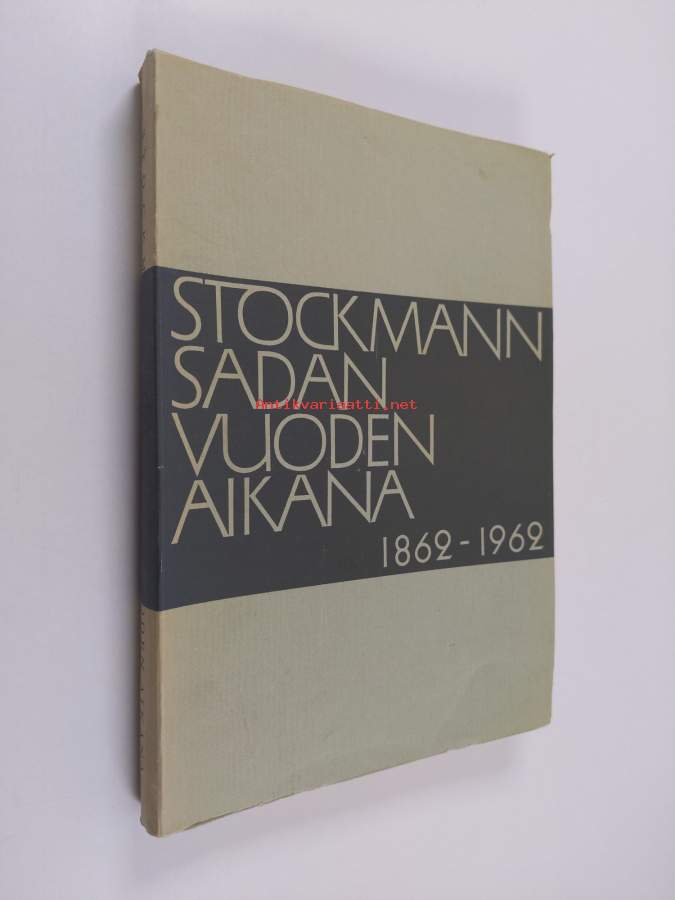 STOCKMANN
SADAN
Antikvariaatti.net
VUODEN
AIKANA
1862-1962